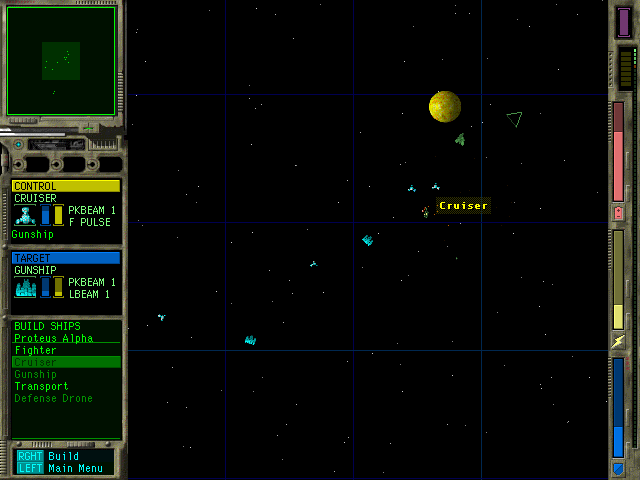 CONTROL
CRUISER
PKBEAM 1
F PULSE
Gunship
TARGET
GUNSHIP
PKBEAM 1
LBEAM 1
BUILD SHIPS
Proteus Alpha
Fighter
Cruiser
Gunship
Transport
Defense Drone
RGHT Build
LEFT Main Menu
Cruiser